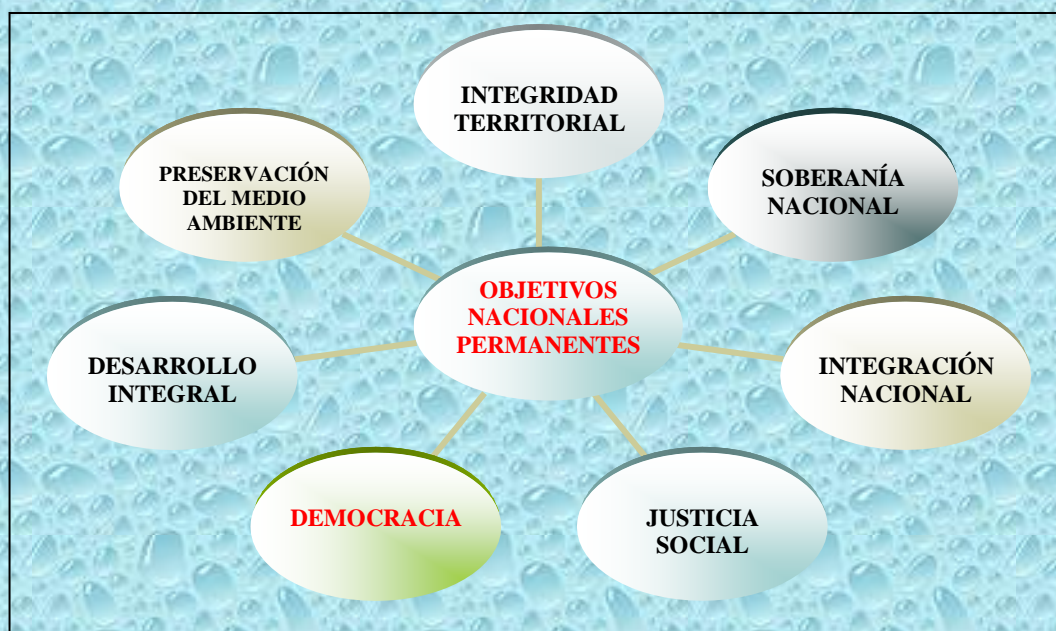 INTEGRIDAD
TERRITORIAL
SOBERANÍA
NACIONAL
INTEGRACIÓN
NACIONAL
JUSTICIA
SOCIAL
DEMOCRACIA
DESARROLLO
INTEGRAL
PRESERVACIÓN
DEL MEDIO
AMBIENTE
OBJETIVOS
NACIONALES
PERMANENTES